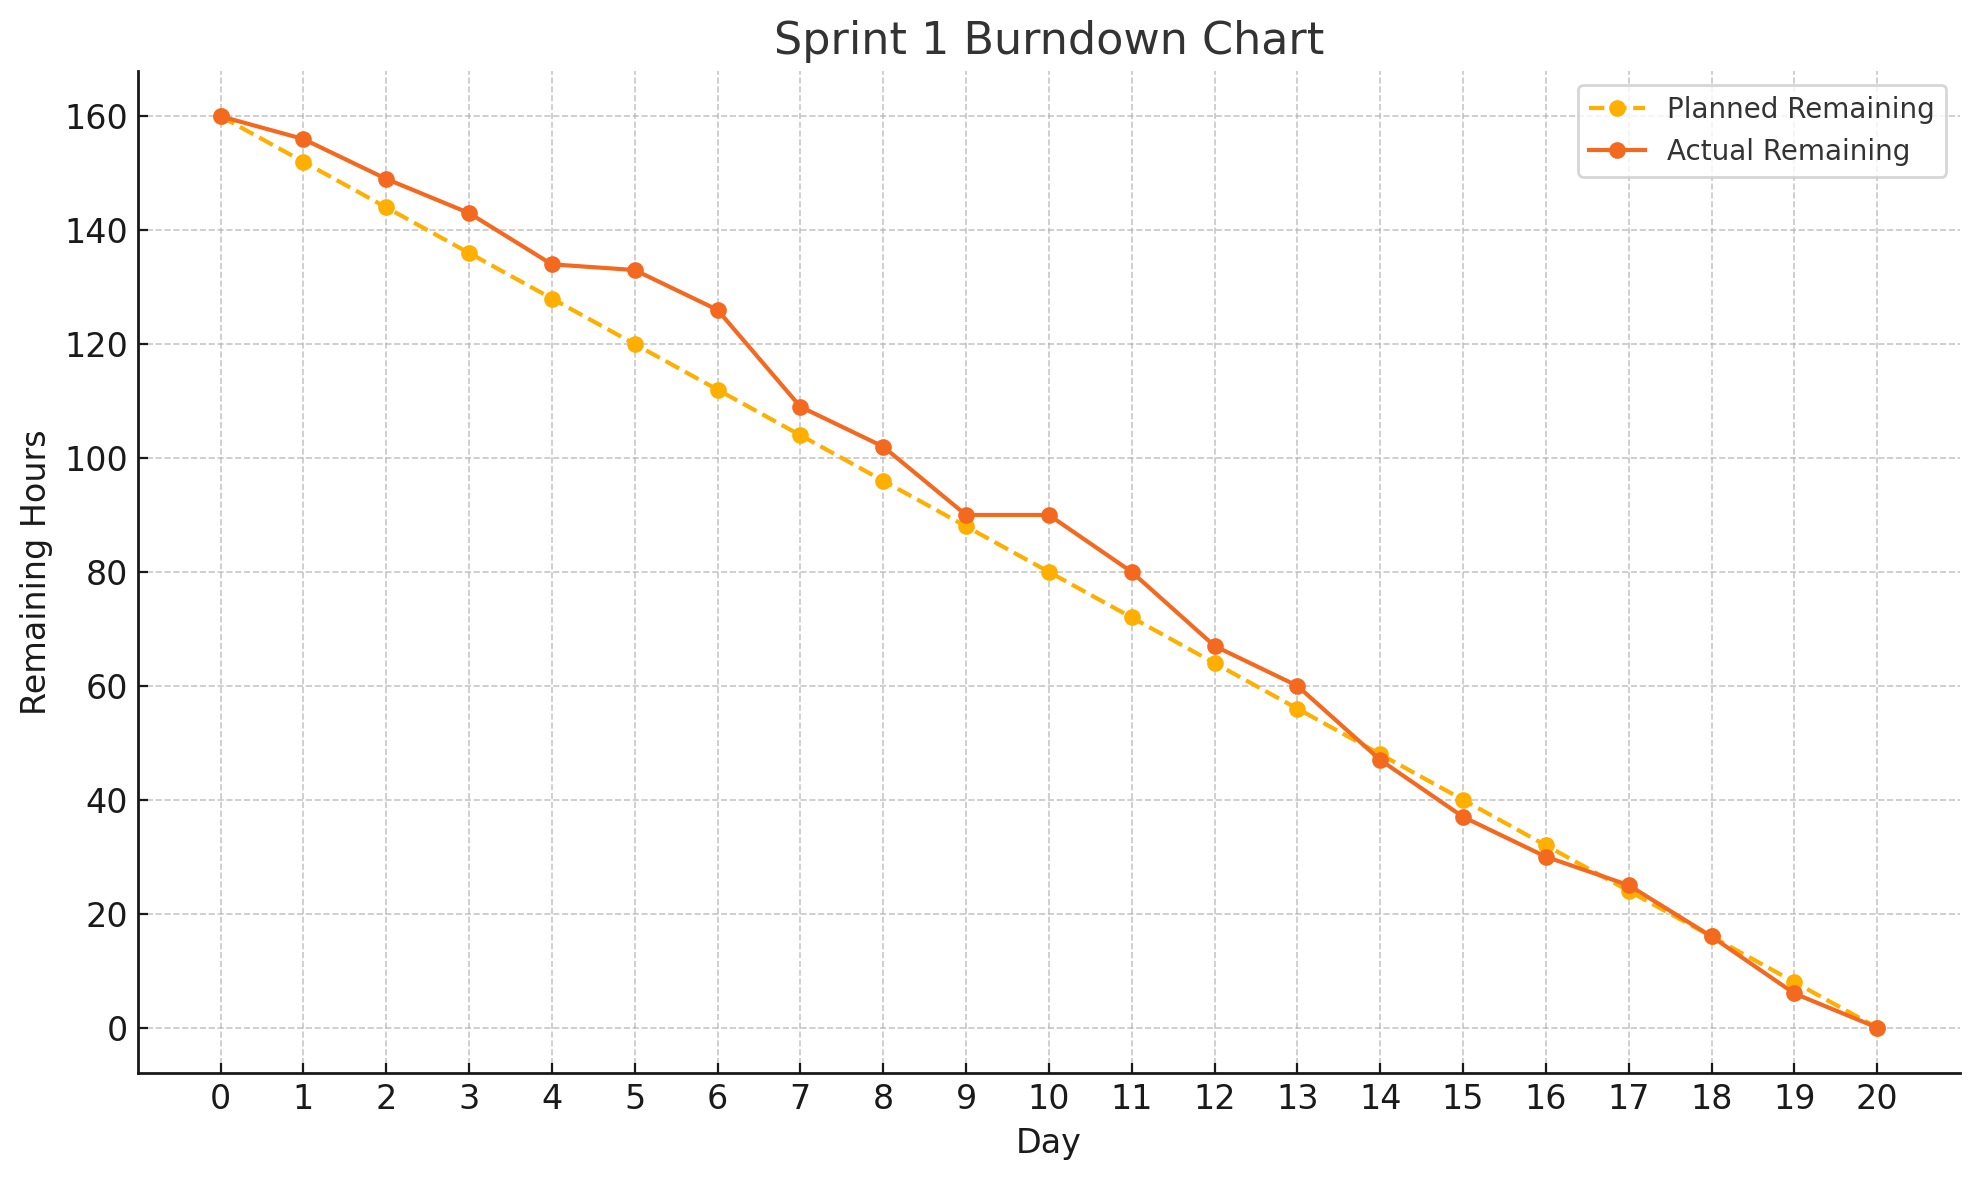 Sprint 1 Burndown Chart
Planned Remaining
Actual Remaining
160
140
120
100
80
60
40
20
0
Remaining Hours
0 1 2 3 4 5 6 7 8 9 10 11 12 13 14 15 16 17 18 19 20
Day